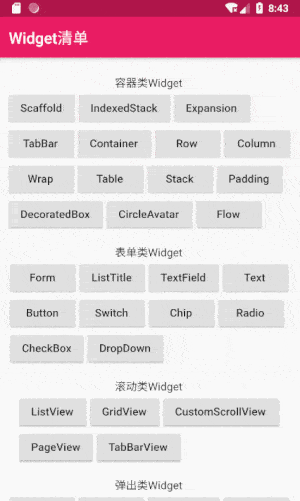 8:43
Widget清单
容器类Widget
Scaffold IndexedStack Expansion
TabBar Container Row Column
Wrap Table Stack Padding
DecoratedBox CircleAvatar Flow
表单类Widget
Form ListTitle TextField Text
Button Switch Chip Radio
CheckBox DropDown
滚动类Widget
ListView GridView CustomScrollView
PageView TabBarView
弹出类Widget